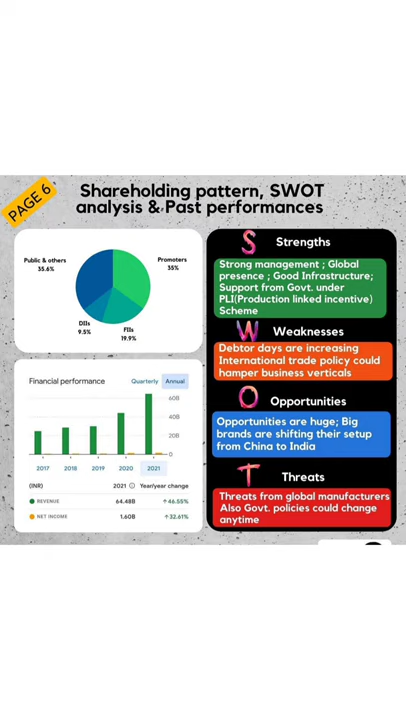 PAGE 6
Shareholding pattern, SWOT
analysis & Past performances
Public & others
35.6%
Promoters
35%
DIIs
9.5%
FIIs
19.9%
S Strengths
Strong management ; Global
presence ; Good Infrastructure;
Support from Govt. under
PLI(Production linked incentive)
Scheme
W Weaknesses
Debtor days are increasing
International trade policy could
hamper business verticals
O Opportunities
Opportunities are huge; Big
brands are shifting their setup
from China to India
T Threats
Threats from global manufacturers
Also Govt. policies could change
anytime
Financial performance Quarterly Annual
60B
40B
20B
0
2017 2018 2019 2020 2021
(INR) 2021 Year/year change
REVENUE 64.48B ↑46.55%
NET INCOME 1.60B ↑32.61%